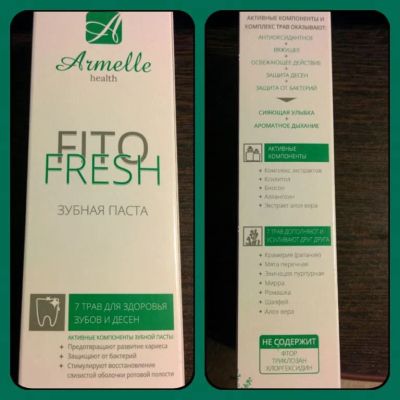 Armelle
health
FITO
FRESH
ЗУБНАЯ ПАСТА
7 ТРАВ ДЛЯ ЗДОРОВЬЯ
ЗУБОВ И ДЕСЕН
АКТИВНЫЕ КОМПОНЕНТЫ ЗУБНОЙ ПАСТЫ:
+ Предотвращают развитие кариеса
+ Защищают от бактерий
+ Стимулируют восстановление
слизистой оболочки ротовой полости
АКТИВНЫЕ КОМПОНЕНТЫ И
КОМПЛЕКС ТРАВ ОКАЗЫВАЮТ:
АНТИОКСИДАНТНОЕ
+
ВЯЖУЩЕЕ
+
ОСВЕЖАЮЩЕЕ ДЕЙСТВИЕ
+
ЗАЩИТА ДЕСЕН
+
ЗАЩИТА ОТ БАКТЕРИЙ
СИЯЮЩАЯ УЛЫБКА
+
АРОМАТНОЕ ДЫХАНИЕ
АКТИВНЫЕ
КОМПОНЕНТЫ
+ Комплекс экстрактов
+ Ксилитол
+ Биосол
+ Аллантоин
+ Экстракт алоэ вера
7 ТРАВ ДОПОЛНЯЮТ И
УСИЛИВАЮТ ДРУГ ДРУГА
+ Крамерия (ратания)
+ Мята перечная
+ Эхинацея пурпурная
+ Мирра
+ Ромашка
+ Шалфей
+ Алоэ вера
НЕ СОДЕРЖИТ
ФТОР
ТРИКЛОЗАН
ХЛОРГЕКСИДИН